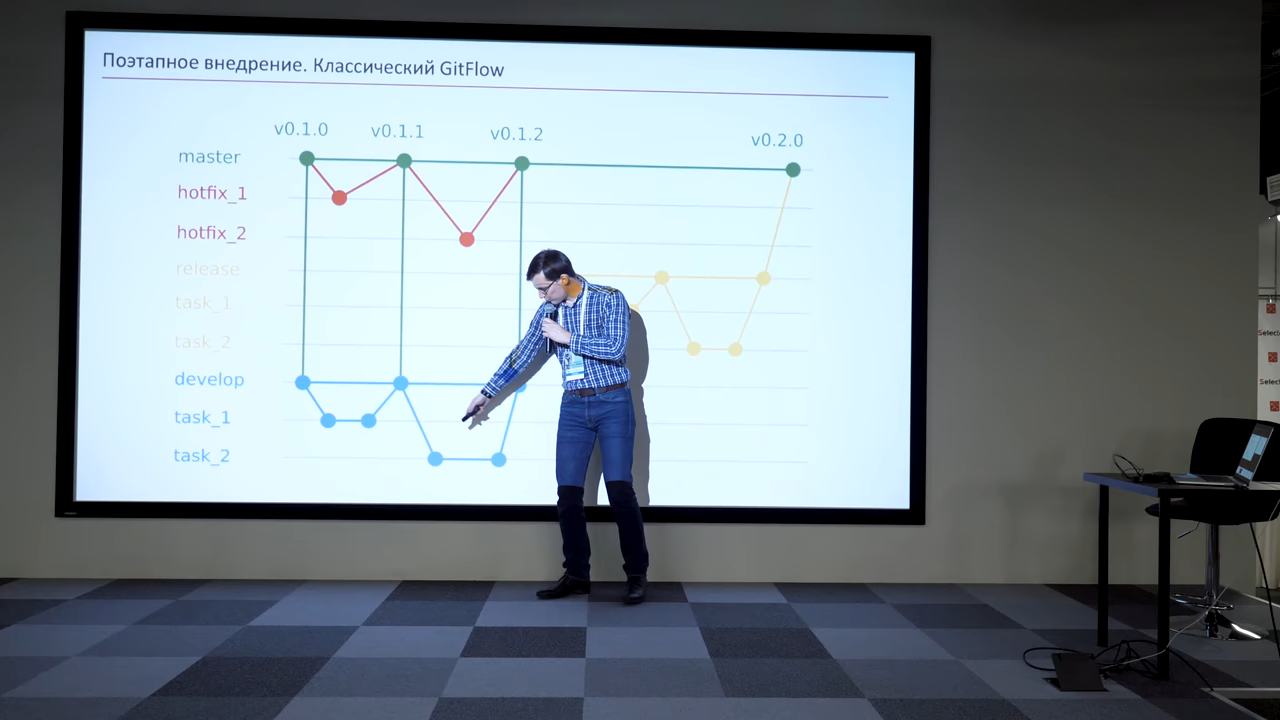 Поэтапное внедрение. Классический GitFlow
v0.1.0 v0.1.1 v0.1.2 v0.2.0
master
hotfix_1
hotfix_2
release
task_1
task_2
develop
task_1
task_2